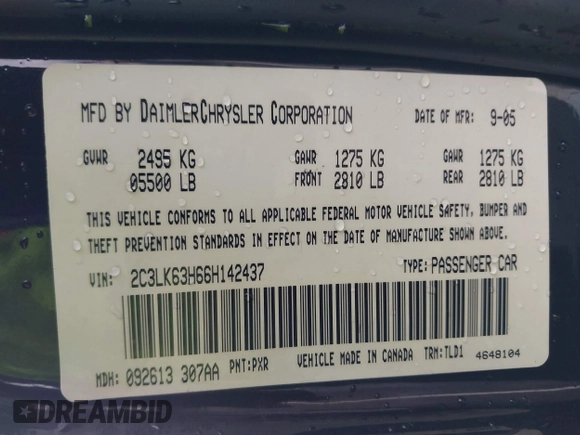 MFD BY DAIMLERCHRYSLER CORPORATION DATE OF MFR: 9-05
GVWR 2495 KG GAWR 1275 KG GAWR 1275 KG
05500 LB FRONT 2810 LB REAR 2810 LB
THIS VEHICLE CONFORMS TO ALL APPLICABLE FEDERAL MOTOR VEHICLE SAFETY, BUMPER AND
THEFT PREVENTION STANDARDS IN EFFECT ON THE DATE OF MANUFACTURE SHOWN ABOVE.
VIN: 2C3LK63H66H142437 TYPE: PASSENGER CAR
MDH: 092613 307AA PNT: PXR VEHICLE MADE IN CANADA TRM: TLD1 4648104
DREAMBID